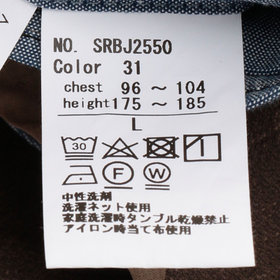 NO. SRBJ2550
Color 31
chest 96～104
height 175～185
L
30
F W
中性洗剤
洗濯ネット使用
家庭洗濯時タンブル乾燥禁止
アイロン時当て布使用